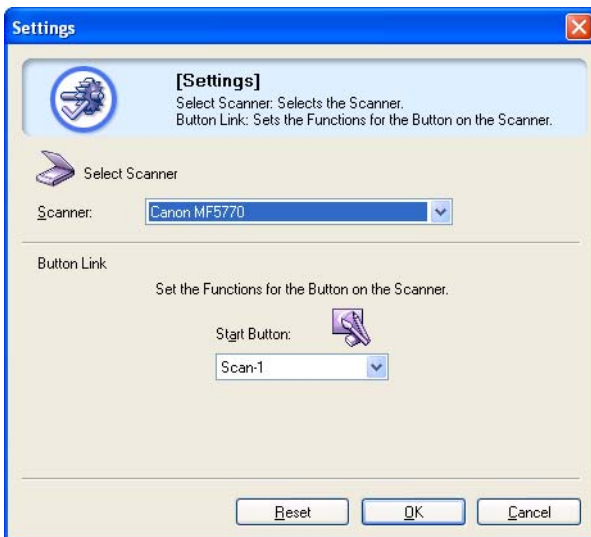 Settings
[Settings]
Select Scanner: Selects the Scanner.
Button Link: Sets the Functions for the Button on the Scanner.
Select Scanner
Scanner: Canon MF5770
Button Link
Set the Functions for the Button on the Scanner.
Start Button:
Scan-1
Reset OK Cancel